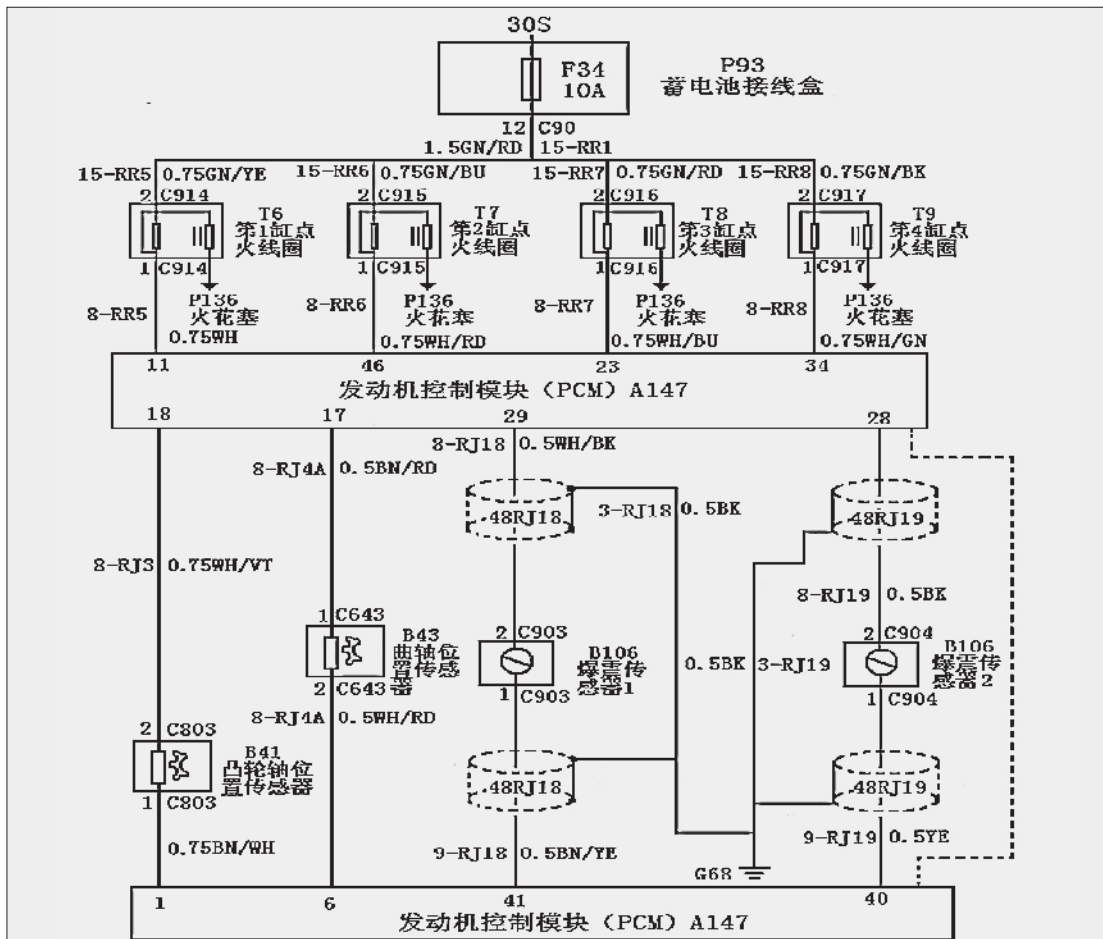 30S
F34
10A
P93
蓄电池接线盒
12 C90
1.5GN/RD 15-RR1
15-RR5 0.75GN/YE
15-RR6 0.75GN/BU
15-RR7 0.75GN/RD
15-RR8 0.75GN/BK
2 C914
2 C915
2 C916
2 C917
T6
第1缸点
火线圈
T7
第2缸点
火线圈
T8
第3缸点
火线圈
T9
第4缸点
火线圈
1 C914
1 C915
1 C916
1 C917
8-RR5
P136
火花塞
0.75WH
8-RR6
P136
火花塞
0.75WH/RD
8-RR7
P136
火花塞
0.75WH/BU
8-RR8
P136
火花塞
0.75WH/GN
11 46 23 34
发动机控制模块（PCM）A147
18 17 29 28
8-RJ18 0.5WH/BK
8-RJ4A 0.5BN/RD
48RJ18
3-RJ18 0.5BK
48RJ19
8-RJ3 0.75WH/VT
8-RJ19 0.5BK
1 C643
B43
曲轴位
置传感
器
2 C643
2 C903
B106
爆震传
感器1
1 C903
0.5BK 3-RJ19
2 C904
B106
爆震传
感器2
1 C904
8-RJ4A 0.5WH/RD
2 C803
B41
凸轮轴位
置传感器
1 C803
48RJ18
48RJ19
0.75BN/WH
9-RJ18 0.5BN/YE
9-RJ19 0.5YE
G68
1 6 41 40
发动机控制模块（PCM）A147